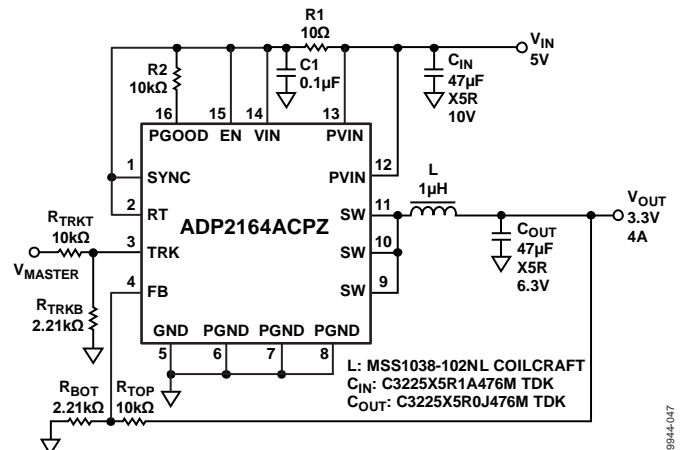 R1
10Ω
VIN
5V
R2
10kΩ
C1
0.1µF
CIN
47µF
X5R
10V
16
15
14
13
PGOOD
EN
VIN
PVIN
1
SYNC
PVIN
12
2
RT
ADP2164ACPZ
SW
11
L
1µH
VOUT
3.3V
4A
RTRKT
10kΩ
3
TRK
SW
10
COUT
47µF
X5R
6.3V
VMASTER
4
FB
SW
9
RTRKB
2.21kΩ
GND
PGND
PGND
PGND
5
6
7
8
L: MSS1038-102NL COILCRAFT
CIN: C3225X5R1A476M TDK
COUT: C3225X5R0J476M TDK
RBOT
2.21kΩ
RTOP
10kΩ
9944-047